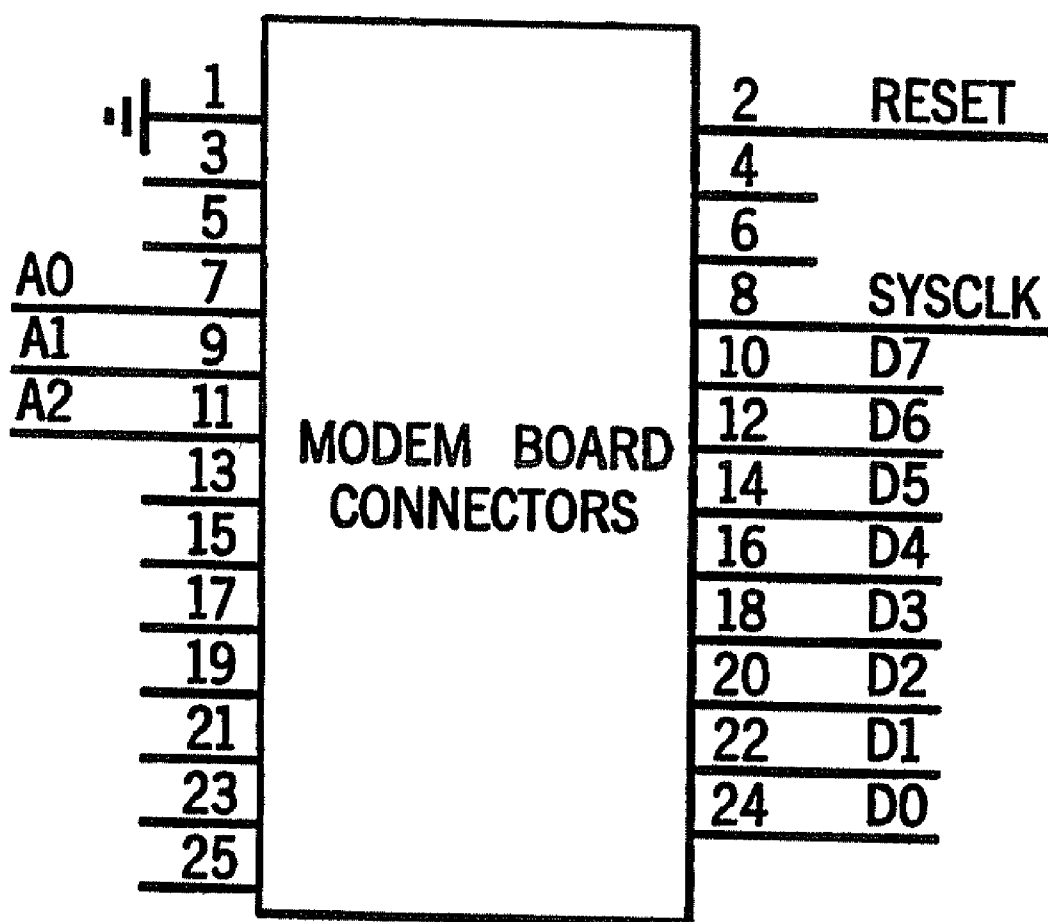 1
2 RESET
3
4
5
6
A0 7
8 SYSCLK
A1 9
10 D7
A2 11
12 D6
MODEM BOARD
CONNECTORS
13
14 D5
15
16 D4
17
18 D3
19
20 D2
21
22 D1
23
24 D0
25